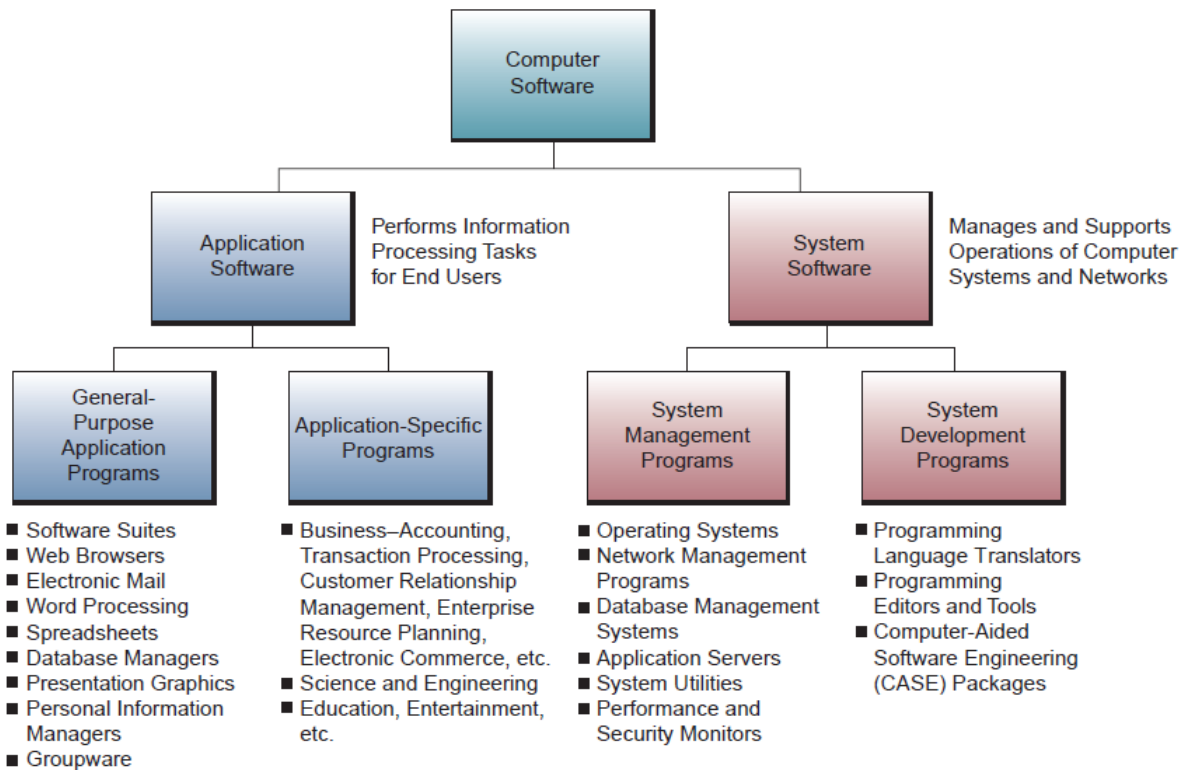 Computer
Software
Application
Software
Performs Information
Processing Tasks
for End Users
System
Software
Manages and Supports
Operations of Computer
Systems and Networks
General-
Purpose
Application
Programs
Application-Specific
Programs
System
Management
Programs
System
Development
Programs
■ Software Suites
■ Web Browsers
■ Electronic Mail
■ Word Processing
■ Spreadsheets
■ Database Managers
■ Presentation Graphics
■ Personal Information
Managers
■ Groupware
■ Business–Accounting,
Transaction Processing,
Customer Relationship
Management, Enterprise
Resource Planning,
Electronic Commerce, etc.
■ Science and Engineering
■ Education, Entertainment,
etc.
■ Operating Systems
■ Network Management
Programs
■ Database Management
Systems
■ Application Servers
■ System Utilities
■ Performance and
Security Monitors
■ Programming
Language Translators
■ Programming
Editors and Tools
■ Computer-Aided
Software Engineering
(CASE) Packages